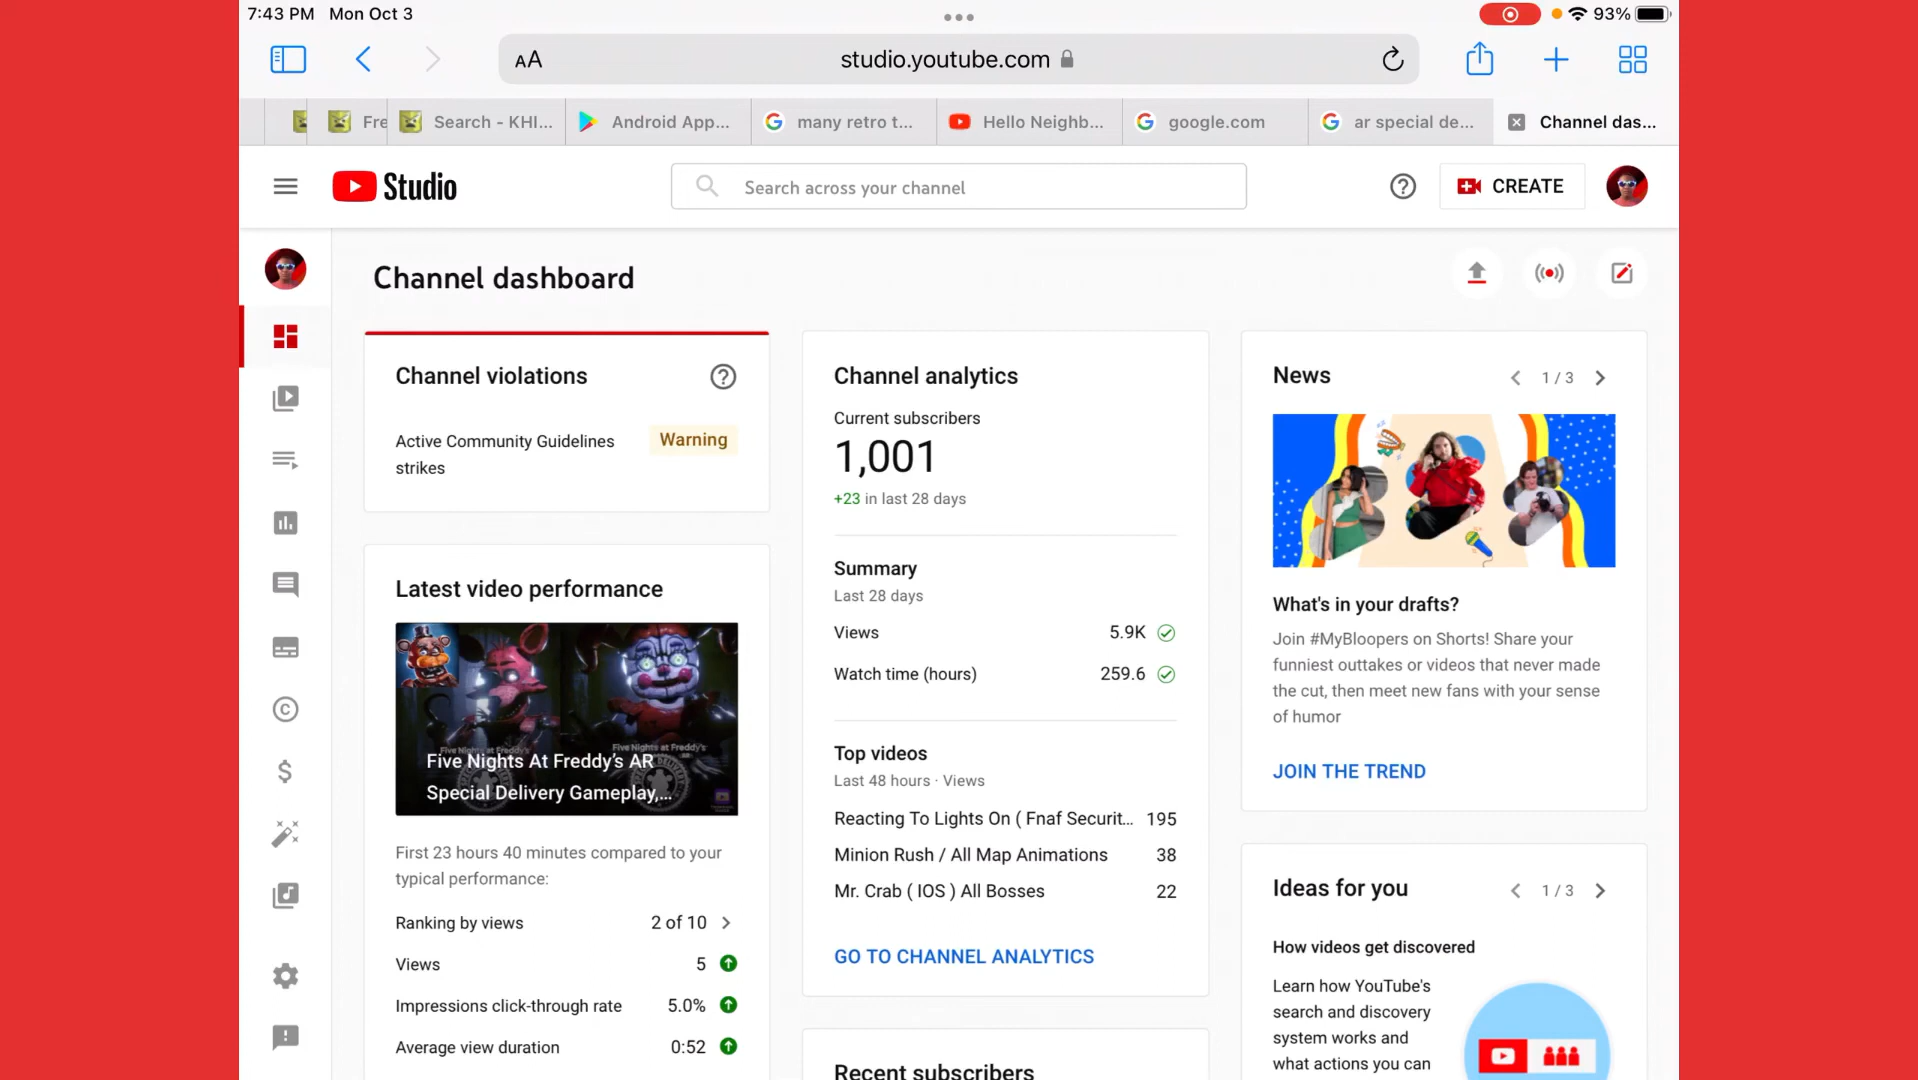 7:43 PM Mon Oct 3
93%
AA
studio.youtube.com
Fre
Search - KHI...
Android App...
many retro t...
Hello Neighb...
google.com
ar special de...
Channel das...
Studio
Search across your channel
CREATE
Channel dashboard
Channel violations
Active Community Guidelines
strikes
Warning
Latest video performance
Five Nights at Freddy's
Five Nights at Freddy's
Five Nights At Freddy's AR
Special Delivery Gameplay,...
First 23 hours 40 minutes compared to your
typical performance:
Ranking by views 2 of 10
Views 5
Impressions click-through rate 5.0%
Average view duration 0:52
Channel analytics
Current subscribers
1,001
+23 in last 28 days
Summary
Last 28 days
Views 5.9K
Watch time (hours) 259.6
Top videos
Last 48 hours · Views
Reacting To Lights On ( Fnaf Securit... 195
Minion Rush / All Map Animations 38
Mr. Crab ( IOS ) All Bosses 22
GO TO CHANNEL ANALYTICS
Recent subscribers
News
1 / 3
What's in your drafts?
Join #MyBloopers on Shorts! Share your
funniest outtakes or videos that never made
the cut, then meet new fans with your sense
of humor
JOIN THE TREND
Ideas for you
1 / 3
How videos get discovered
Learn how YouTube's
search and discovery
system works and
what actions you can